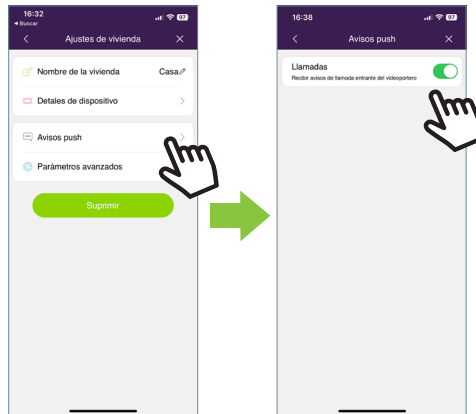 16:32
97
◀ Buscar
Ajustes de vivienda
Nombre de la vivienda
Casa
Detales de dispositivo
Avisos push
Parámetros avanzados
Suprimir
16:38
97
Avisos push
Llamadas
Recibir avisos de llamada entrante del videoportero